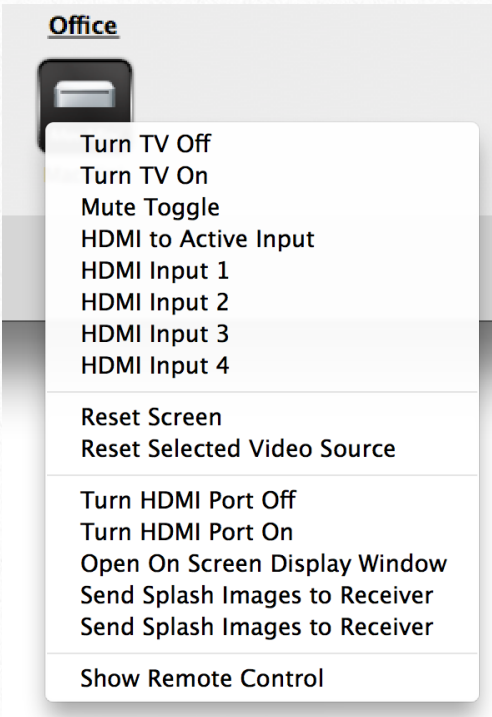 Office
Turn TV Off
Turn TV On
Mute Toggle
HDMI to Active Input
HDMI Input 1
HDMI Input 2
HDMI Input 3
HDMI Input 4
Reset Screen
Reset Selected Video Source
Turn HDMI Port Off
Turn HDMI Port On
Open On Screen Display Window
Send Splash Images to Receiver
Send Splash Images to Receiver
Show Remote Control